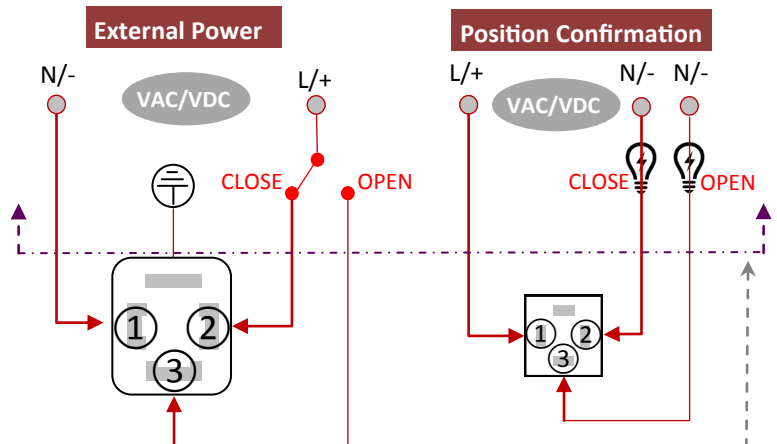 External Power
Position Confirmation
N/-
VAC/VDC
L/+
L/+
VAC/VDC
N/-
N/-
CLOSE
OPEN
CLOSE
OPEN
1
2
3
1
2
3